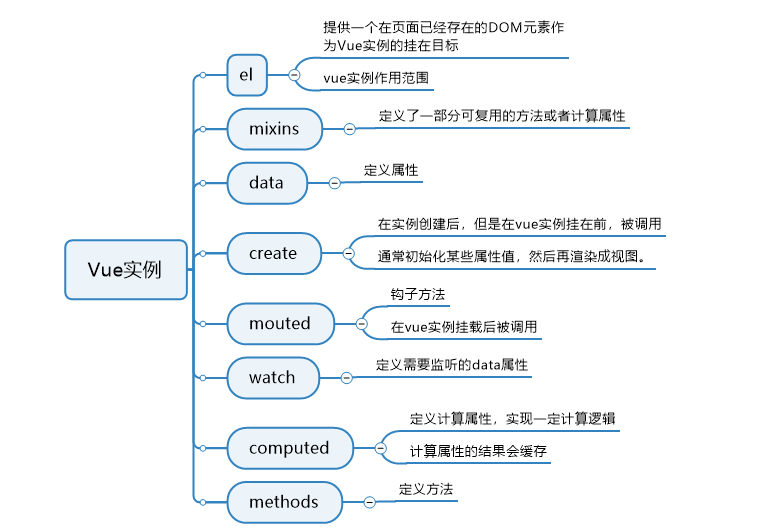 Vue实例
el
提供一个在页面已经存在的DOM元素作
为Vue实例的挂在目标
vue实例作用范围
mixins
定义了一部分可复用的方法或者计算属性
data
定义属性
create
在实例创建后，但是在vue实例挂在前，被调用
通常初始化某些属性值，然后再渲染成视图。
mouted
钩子方法
在vue实例挂载后被调用
watch
定义需要监听的data属性
computed
定义计算属性，实现一定计算逻辑
计算属性的结果会缓存
methods
定义方法